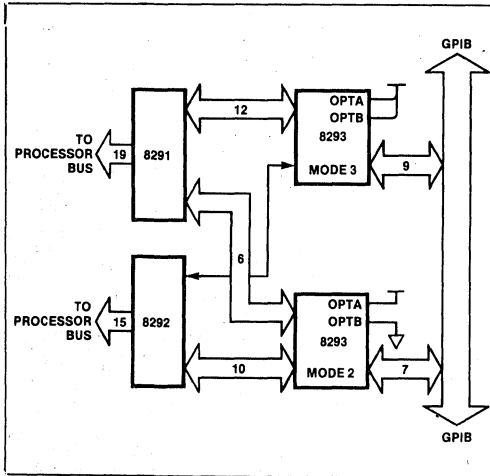 GPIB
OPTA
OPTB
8293
MODE 3
12
9
TO
PROCESSOR
BUS
19
8291
6
TO
PROCESSOR
BUS
15
8292
OPTA
OPTB
8293
MODE 2
10
7
GPIB